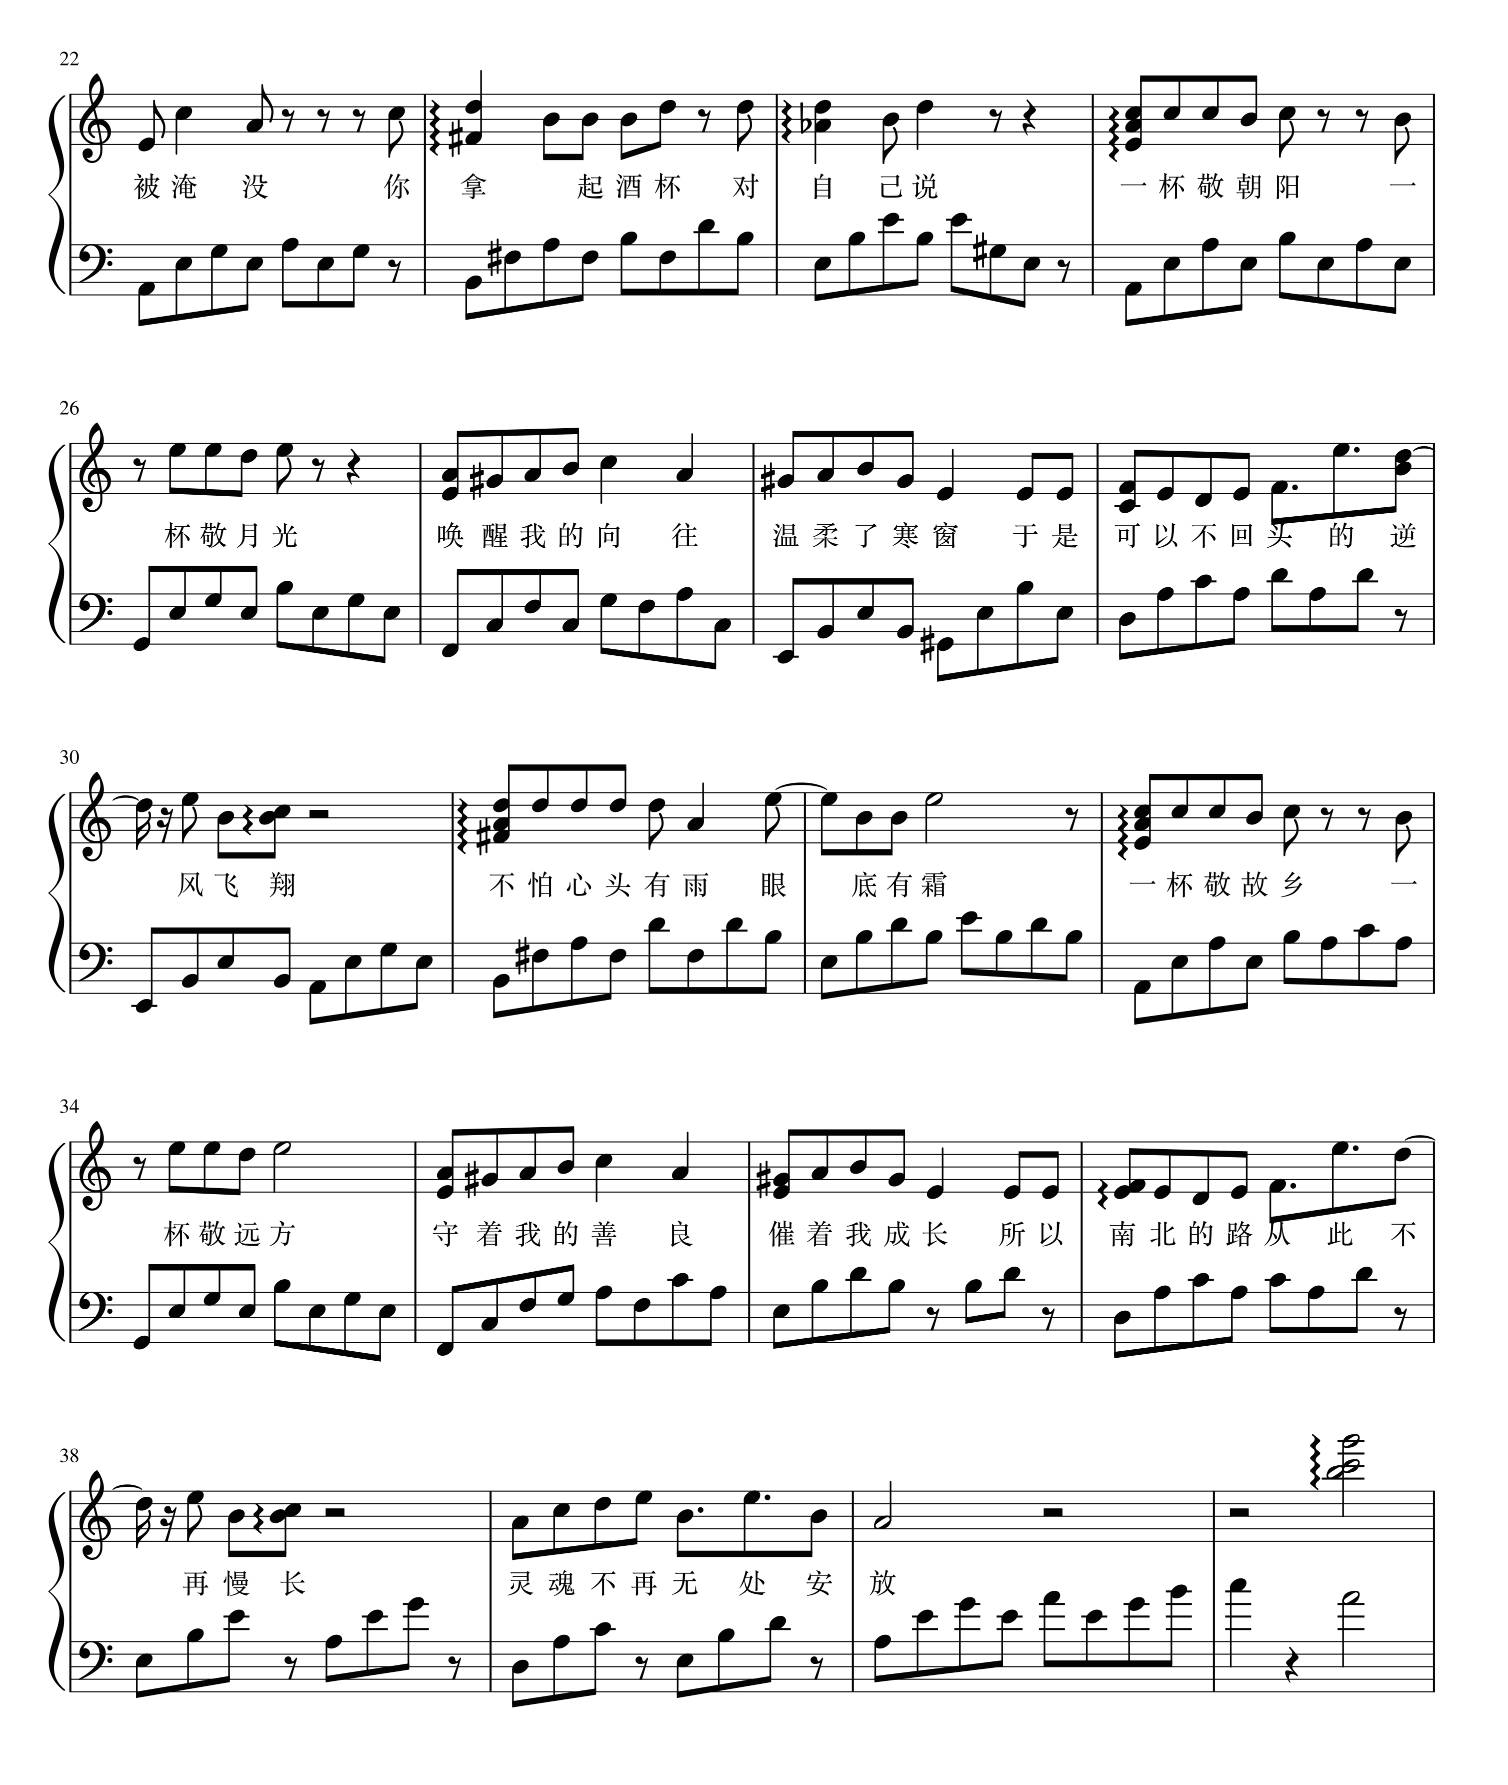 22
被 淹 没 你 拿 起 酒 杯 对 自 己 说 一 杯 敬 朝 阳 一
26
杯 敬 月 光 唤 醒 我 的 向 往 温 柔 了 寒 窗 于 是 可 以 不 回 头 的 逆
30
风 飞 翔 不 怕 心 头 有 雨 眼 底 有 霜 一 杯 敬 故 乡 一
34
杯 敬 远 方 守 着 我 的 善 良 催 着 我 成 长 所 以 南 北 的 路 从 此 不
38
再 慢 长 灵 魂 不 再 无 处 安 放